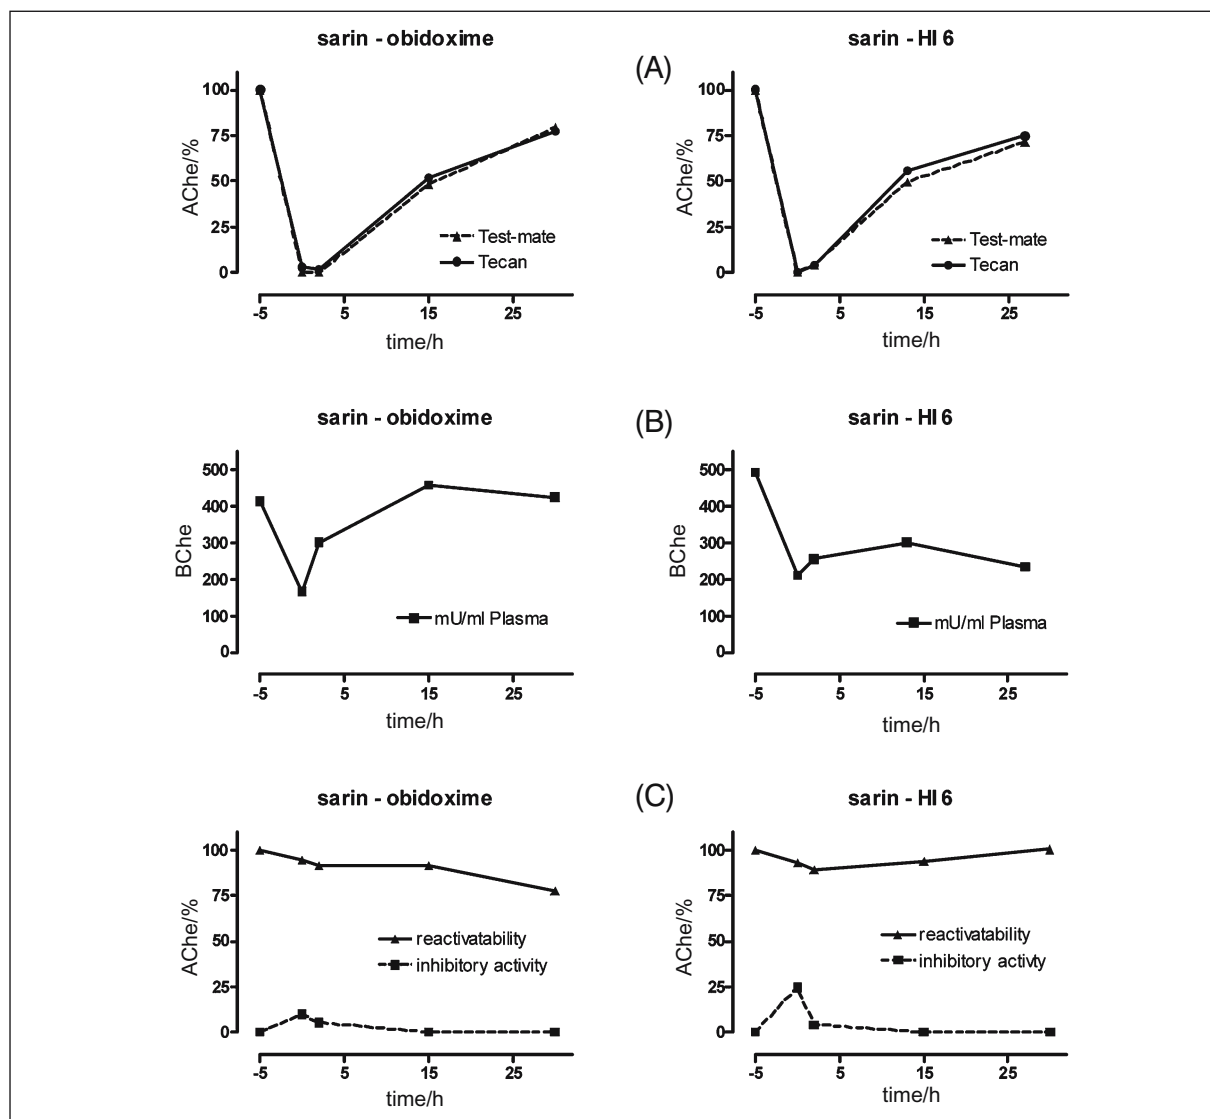 sarin - obidoxime
(A)
sarin - HI 6
AChe/%
100
75
50
25
0
Test-mate
Tecan
-5
5
15
25
time/h
AChe/%
100
75
50
25
0
Test-mate
Tecan
-5
5
15
25
time/h
sarin - obidoxime
(B)
sarin - HI 6
BChe
500
400
300
200
100
0
mU/ml Plasma
-5
5
15
25
time/h
BChe
500
400
300
200
100
0
mU/ml Plasma
-5
5
15
25
time/h
sarin - obidoxime
(C)
sarin - HI 6
AChe/%
100
75
50
25
0
reactivatability
inhibitory activity
-5
5
15
25
time/h
AChe/%
100
75
50
25
0
reactivatability
inhibitory activty
-5
5
15
25
time/h